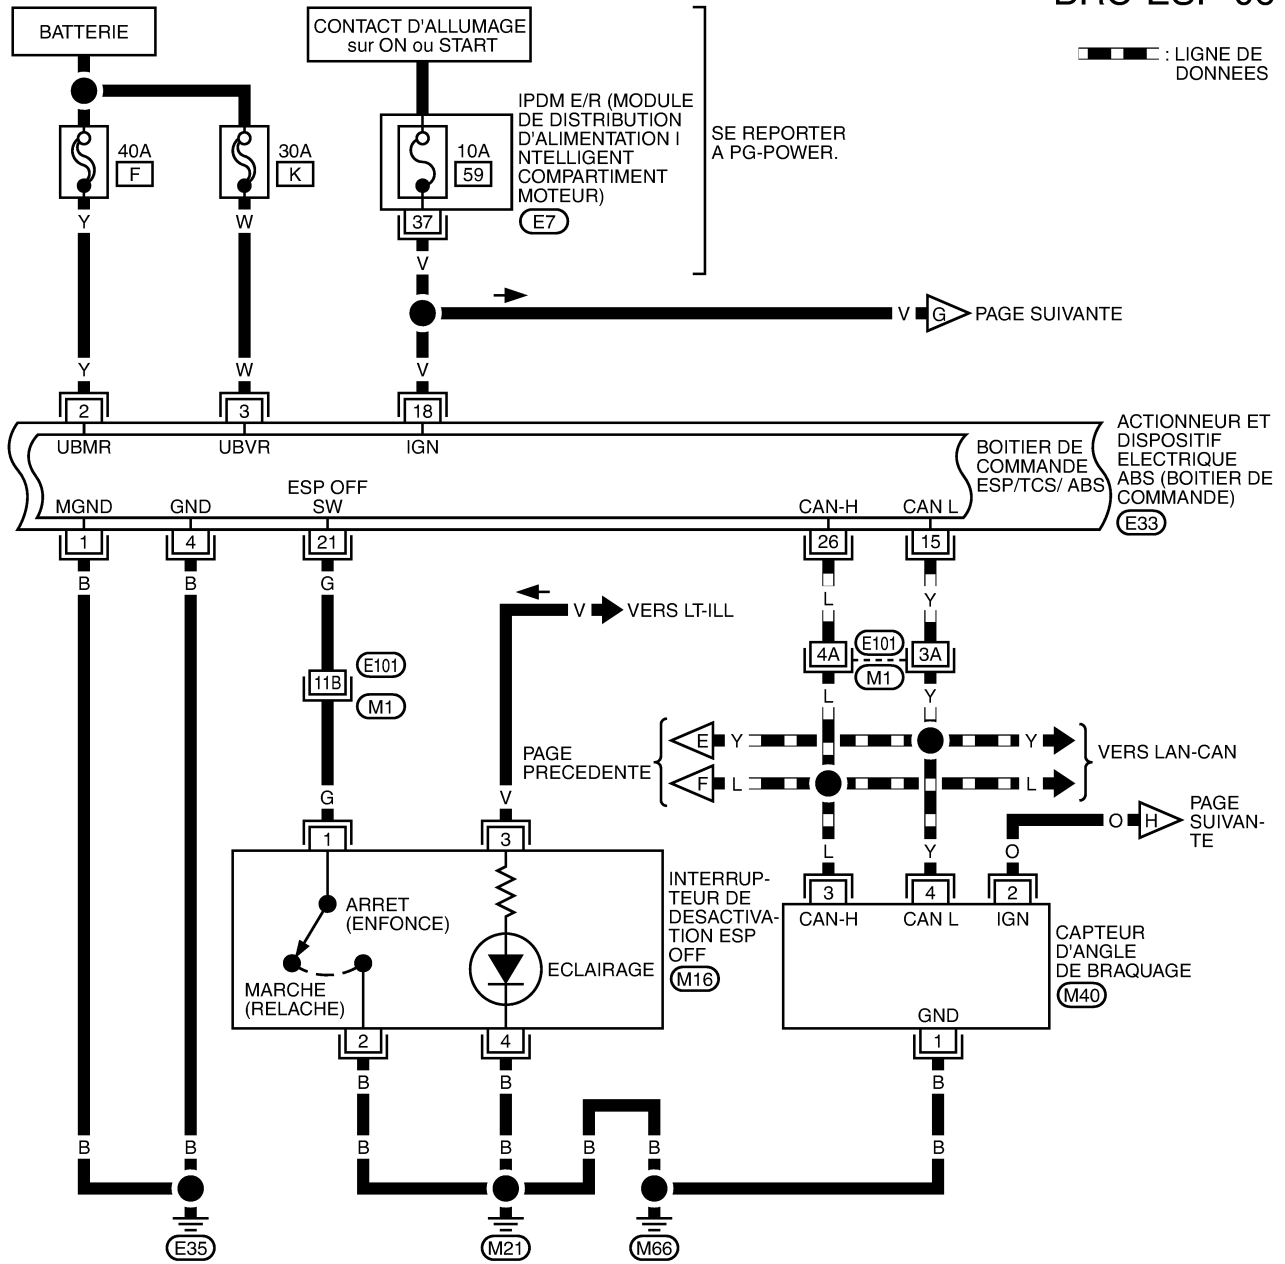 BATTERIE
CONTACT D'ALLUMAGE
sur ON ou START
: LIGNE DE
DONNEES
40A
F
30A
K
10A
59
IPDM E/R (MODULE
DE DISTRIBUTION
D'ALIMENTATION I
NTELLIGENT
COMPARTIMENT
MOTEUR)
E7
SE REPORTER
A PG-POWER.
37
Y
W
V
V
G
PAGE SUIVANTE
Y
W
V
2
3
18
UBMR
UBVR
IGN
BOITIER DE
COMMANDE
ESP/TCS/ ABS
ACTIONNEUR ET
DISPOSITIF
ELECTRIQUE
ABS (BOITIER DE
COMMANDE)
E33
MGND
GND
ESP OFF
SW
CAN-H
CAN L
1
4
21
26
15
B
B
G
L
Y
V
VERS LT-ILL
11B
E101
M1
4A
E101
M1
3A
L
Y
PAGE
PRECEDENTE
E
Y
Y
F
L
L
VERS LAN-CAN
G
V
L
Y
O
O
H
PAGE
SUIVAN-
TE
1
3
3
4
2
ARRET
(ENFONCE)
MARCHE
(RELACHE)
ECLAIRAGE
INTERRUP-
TEUR DE
DESACTIVA-
TION ESP
OFF
M16
CAN-H
CAN L
IGN
GND
CAPTEUR
D'ANGLE
DE BRAQUAGE
M40
2
4
1
B
B
B
B
B
B
B
B
B
B
E35
M21
M66